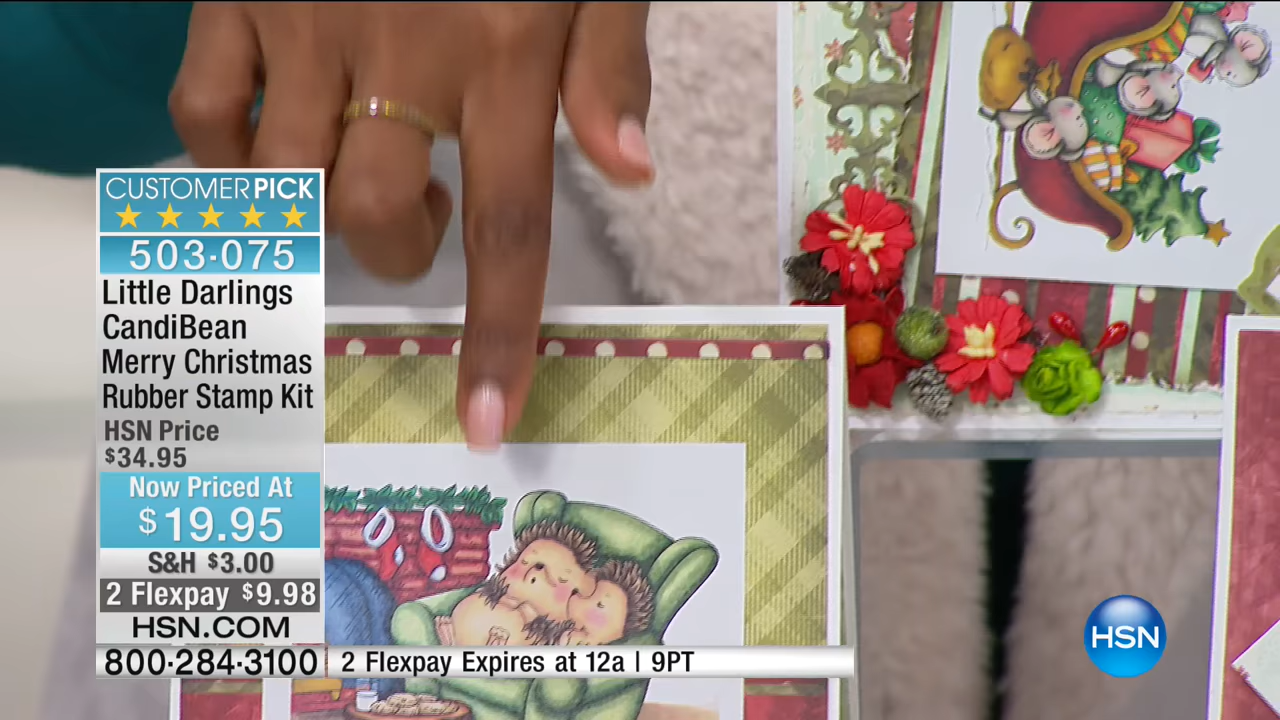 CUSTOMER PICK
503·075
Little Darlings
CandiBean
Merry Christmas
Rubber Stamp Kit
HSN Price
$34.95
Now Priced At
$19.95
S&H $3.00
2 Flexpay $9.98
HSN.COM
800·284·3100 2 Flexpay Expires at 12a | 9PT
HSN